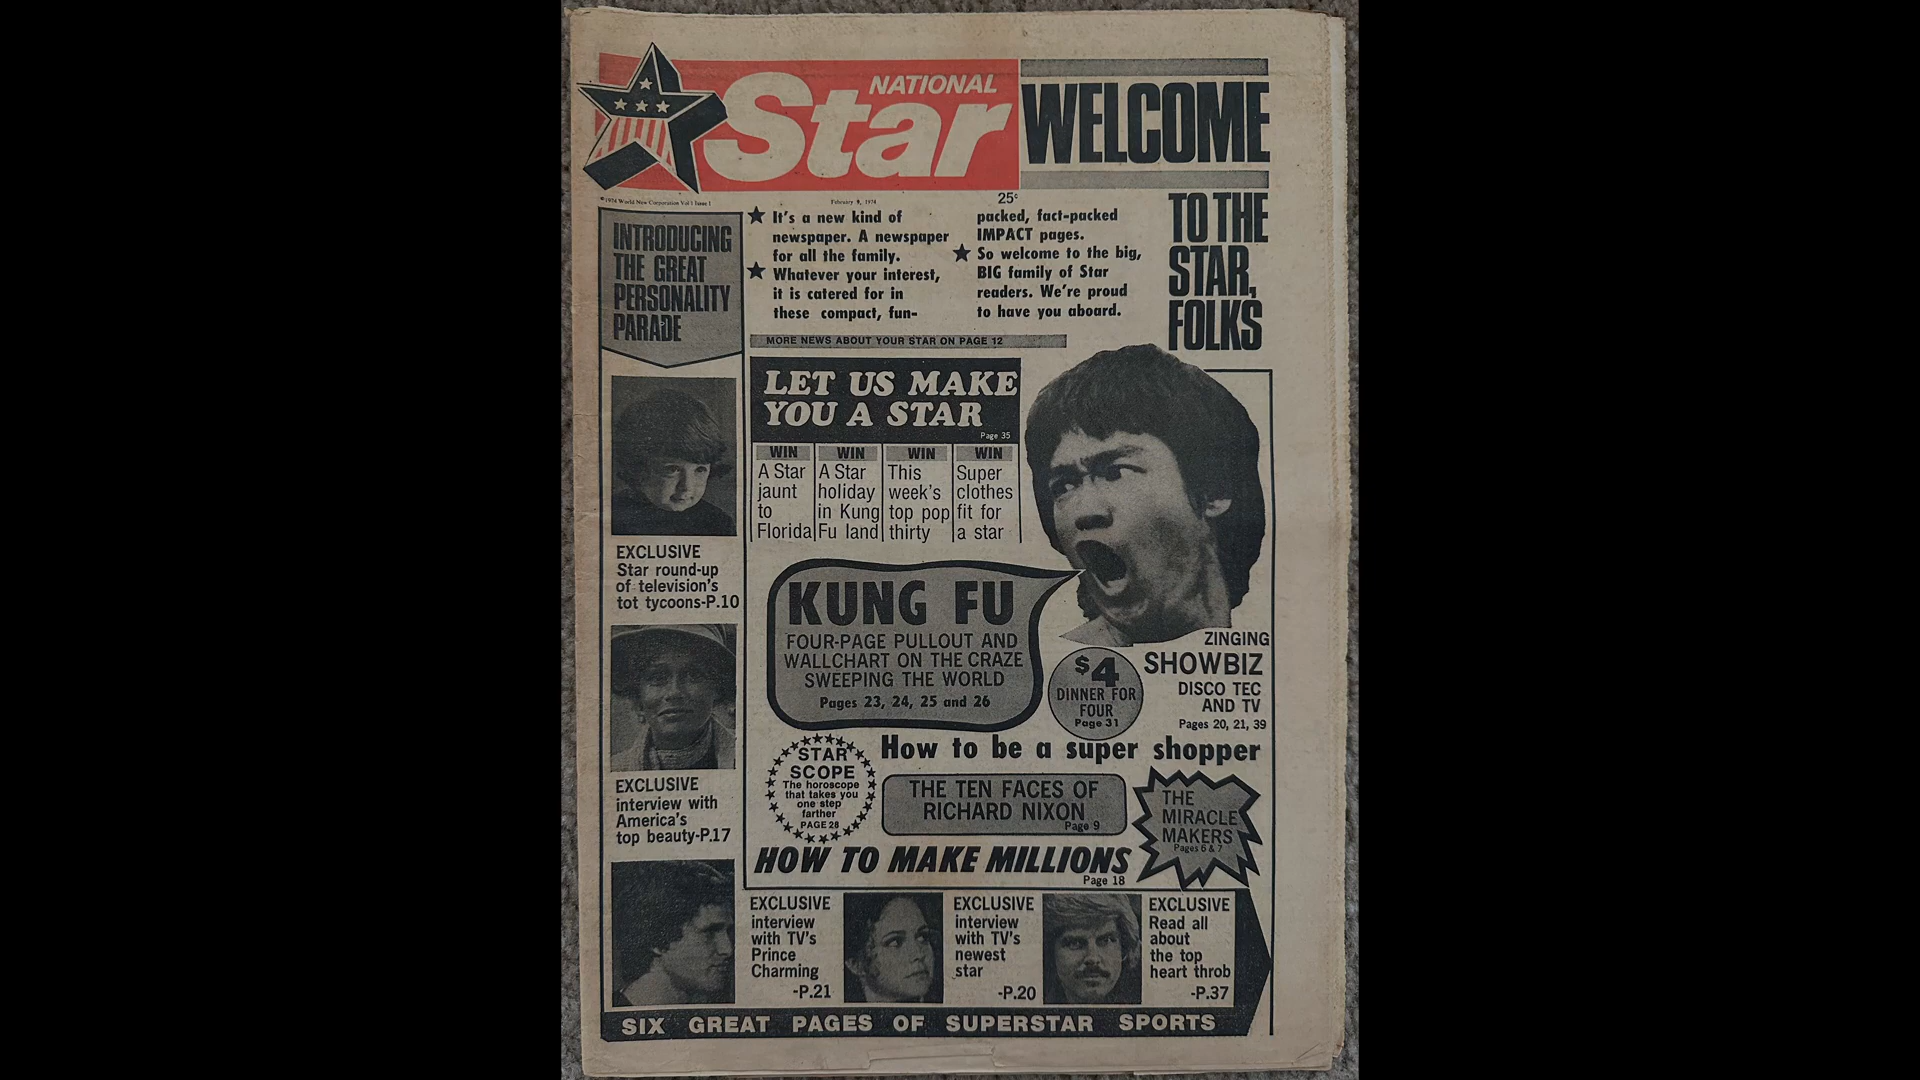 NATIONAL
Star
WELCOME
TO THE
STAR,
FOLKS
©1974 World New Corporation Vol 1 Issue 1
February 9, 1974
25c
INTRODUCING
THE GREAT
PERSONALITY
PARADE
★ It's a new kind of
newspaper. A newspaper
for all the family.
★ Whatever your interest,
it is catered for in
these compact, fun-
packed, fact-packed
IMPACT pages.
★ So welcome to the big,
BIG family of Star
readers. We're proud
to have you aboard.
MORE NEWS ABOUT YOUR STAR ON PAGE 12
LET US MAKE
YOU A STAR
Page 35
WIN
A Star
jaunt
to
Florida
WIN
A Star
holiday
in Kung
Fu land
WIN
This
week's
top pop
thirty
WIN
Super
clothes
fit for
a star
EXCLUSIVE
Star round-up
of television's
tot tycoons-P.10
KUNG FU
FOUR-PAGE PULLOUT AND
WALLCHART ON THE CRAZE
SWEEPING THE WORLD
Pages 23, 24, 25 and 26
$4
DINNER FOR
FOUR
Page 31
ZINGING
SHOWBIZ
DISCO TEC
AND TV
Pages 20, 21, 39
EXCLUSIVE
interview with
America's
top beauty-P.17
STAR
SCOPE
The horoscope
that takes you
one step
farther
PAGE 28
How to be a super shopper
THE TEN FACES OF
RICHARD NIXON
Page 9
THE
MIRACLE
MAKERS
Pages 6 & 7
HOW TO MAKE MILLIONS
Page 18
EXCLUSIVE
interview
with TV's
Prince
Charming
-P.21
EXCLUSIVE
interview
with TV's
newest
star
-P.20
EXCLUSIVE
Read all
about
the top
heart throb
-P.37
SIX GREAT PAGES OF SUPERSTAR SPORTS